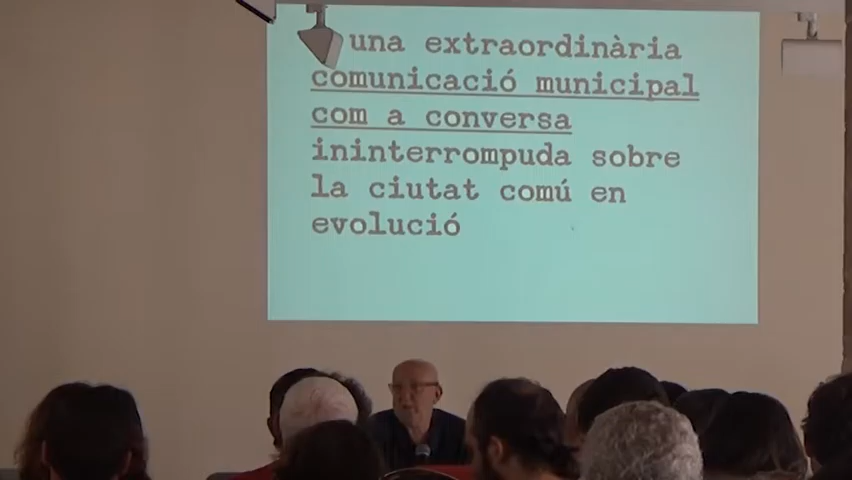 una extraordinària
comunicació municipal
com a conversa
ininterrompuda sobre
la ciutat comú en
evolució